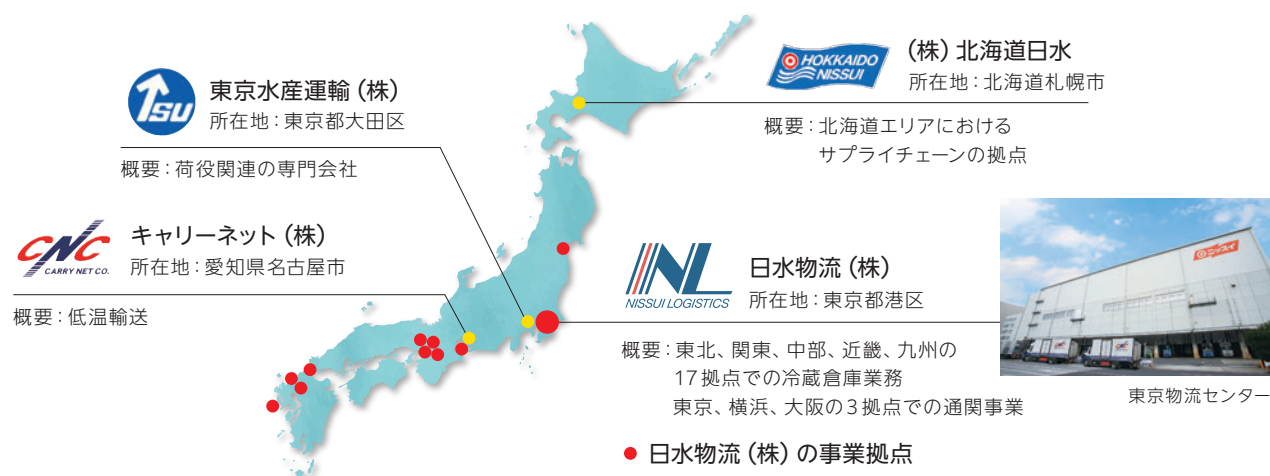 HOKKAIDO
NISSUI
(株) 北海道日水
所在地：北海道札幌市
概要：北海道エリアにおける
サプライチェーンの拠点
TSU
東京水産運輸 (株)
所在地：東京都大田区
概要：荷役関連の専門会社
CNC
CARRY NET CO.
キャリーネット (株)
所在地：愛知県名古屋市
概要：低温輸送
NL
NISSUI LOGISTICS
日水物流 (株)
所在地：東京都港区
概要：東北、関東、中部、近畿、九州の
17拠点での冷蔵倉庫業務
東京、横浜、大阪の3拠点での通関事業
ニッスイ
東京物流センター
日水物流 (株) の事業拠点